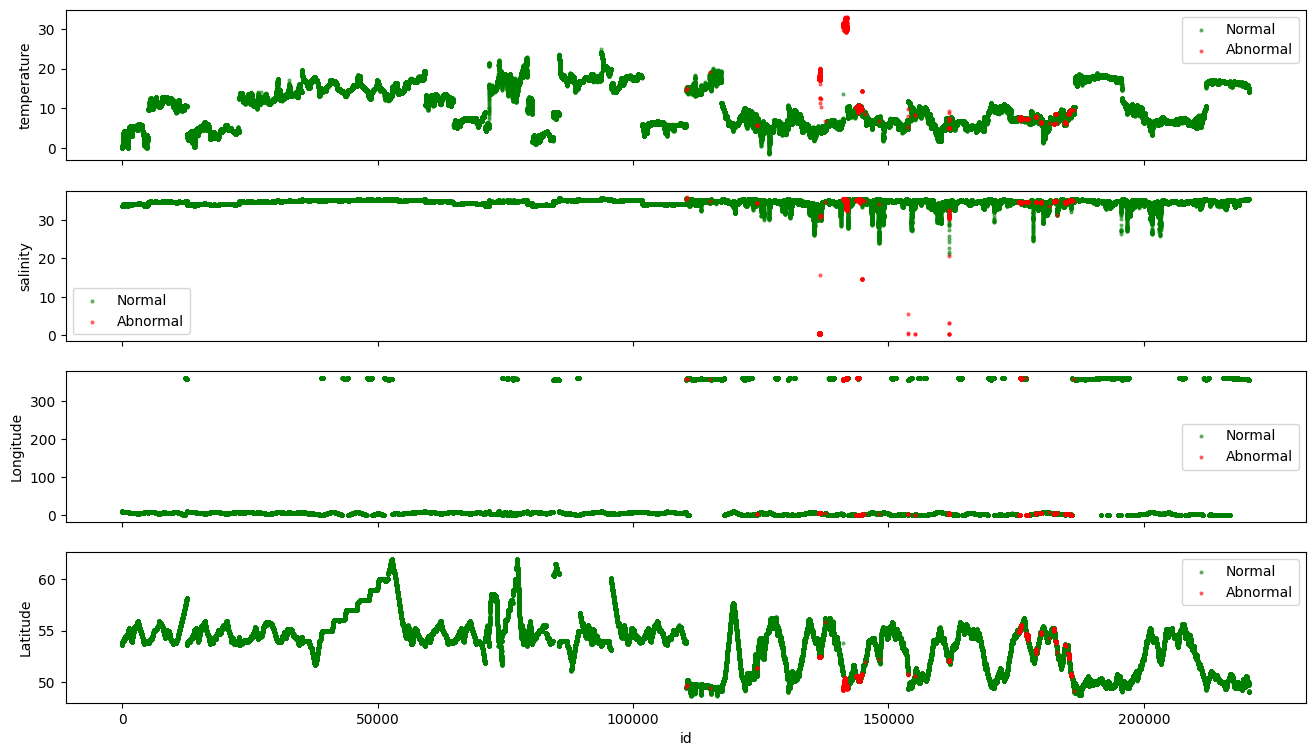 30
20
10
0
temperature
Normal
Abnormal
30
20
10
0
salinity
Normal
Abnormal
300
200
100
0
Longitude
Normal
Abnormal
60
55
50
Latitude
Normal
Abnormal
0 50000 100000 150000 200000
id